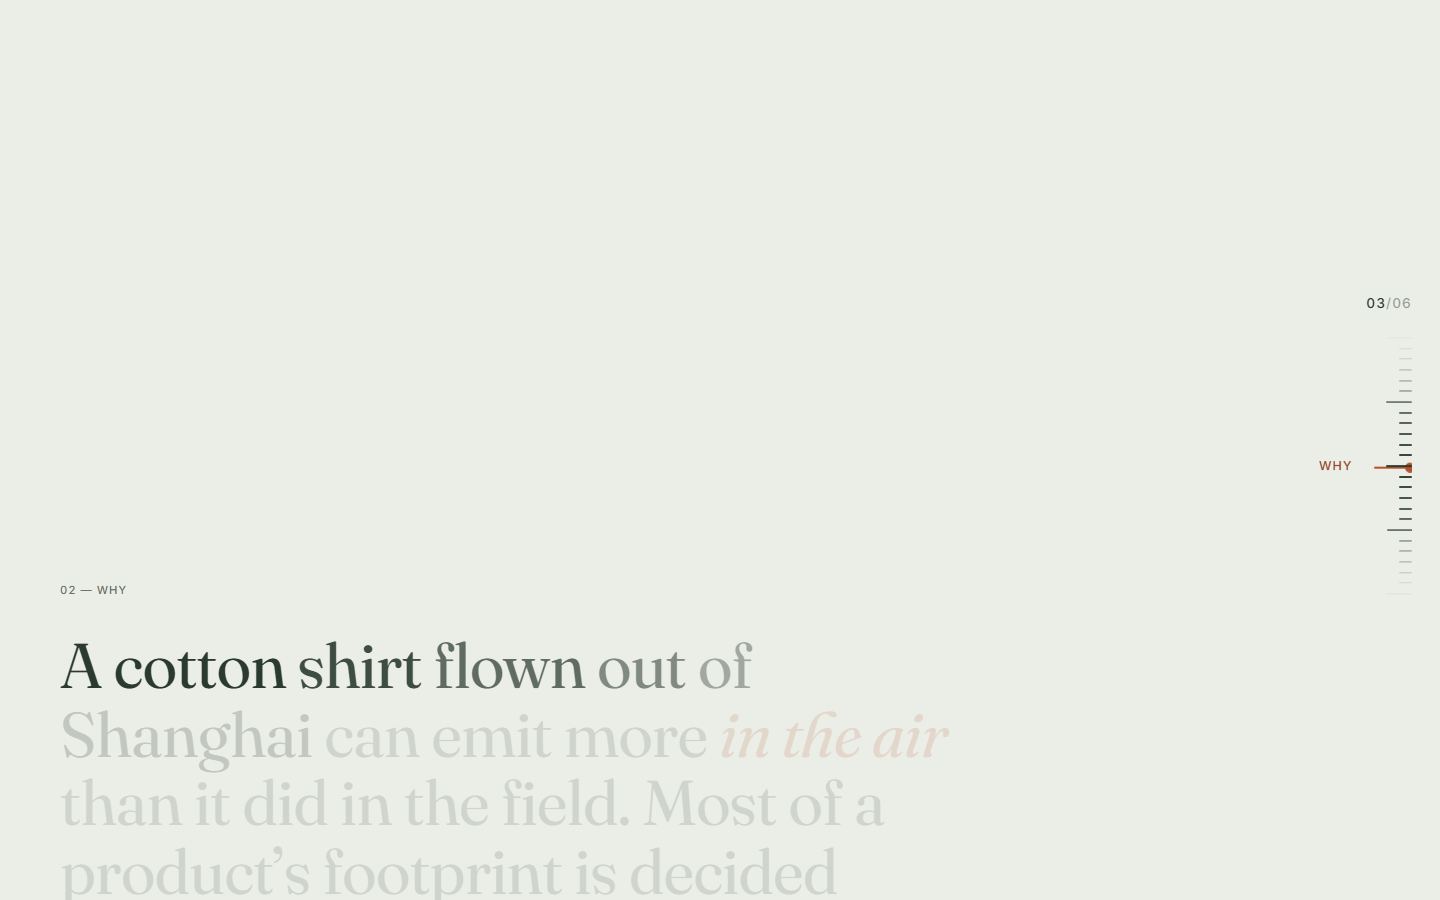 03/06
WHY
02 — WHY
A cotton shirt flown out of
Shanghai can emit more in the air
than it did in the field. Most of a
product’s footprint is decided